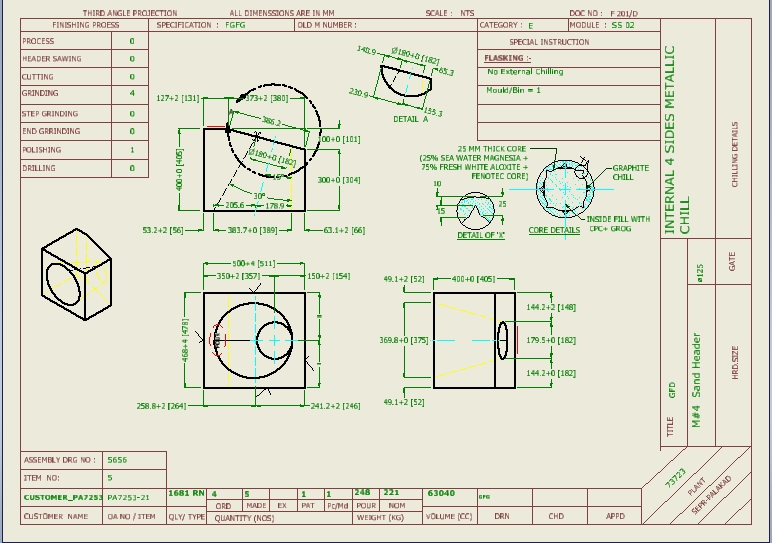 THIRD ANGLE PROJECTION ALL DIMENSSIONS ARE IN MM SCALE : NTS DOC NO : F 201/D
FINISHING PROESS SPECIFICATION : FGFG OLD M NUMBER : CATEGORY : E MODULE : SS 02
PROCESS 0
HEADER SAWING 0
CUTTING 0
GRINDING 4
STEP GRINDING 0
END GRRINDING 0
POLISHING 1
DRILLING 0
SPECIAL INSTRUCTION
FLASKING :-
No External Chilling
Mould/Bin = 1
140.9
Ø180+0 [182]
65.3
230.9
155.3
DETAIL A
127+2 [131]
373+2 [380]
386.2
Ø180+0 [182]
100+0 [101]
400+0 [405]
300+0 [304]
30°
205.6
178.9
53.2+2 [56]
383.7+0 [389]
63.1+2 [66]
25 MM THICK CORE
(25% SEA WATER MAGNESIA +
75% FRESH WHITE ALOXITE +
FENOTEC CORE)
10
15
25
DETAIL OF 'X'
GRAPHITE
CHILL
INSIDE FILL WITH
CPC+ GROG
CORE DETAILS
INTERNAL 4 SIDES METALLIC
CHILL
CHILLING DETAILS
ø125
GATE
TITLE GFD
M#4 Sand Header
HRD.SIZE
500+4 [511]
350+2 [357]
150+2 [154]
468+4 [478]
258.8+2 [264]
241.2+2 [246]
49.1+2 [52]
400+0 [405]
144.2+2 [148]
369.8+0 [375]
179.5+0 [182]
144.2+0 [182]
49.1+2 [52]
ASSEMBLY DRG NO : 5656
ITEM NO: 5
CUSTOMER_PA7253 PA7253-21 1681 RN 4 5 1 1 248 221 63040 GFG
ORD MADE EX PAT Pc/Md POUR NOM
CUSTOMER NAME OA NO / ITEM QLY/ TYPE QUANTITY (NOS) WEIGHT (KG) VOLUME (CC) DRN CHD APPD
73723
PLANT
SEPR-PALAKAD